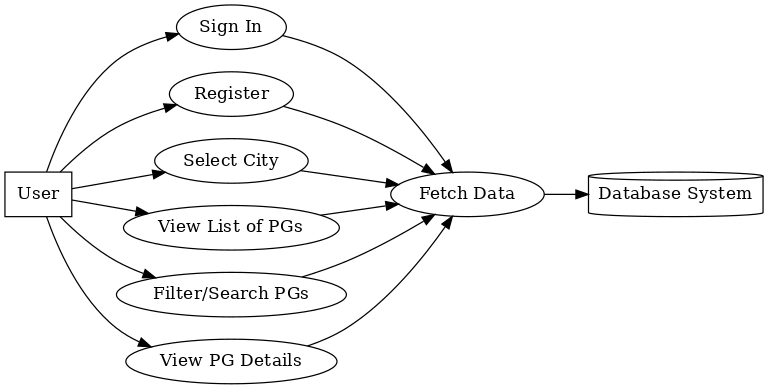 Sign In
Register
Select City
User
Fetch Data
Database System
View List of PGs
Filter/Search PGs
View PG Details